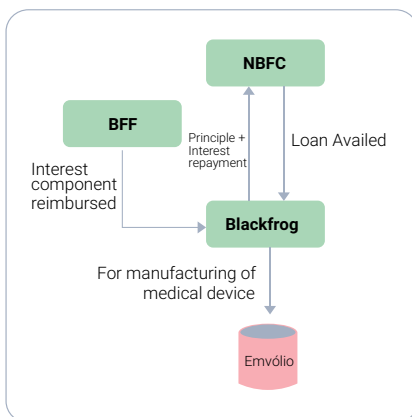 NBFC
BFF
Principle +
Interest
repayment
Loan Availed
Interest
component
reimbursed
Blackfrog
For manufacturing of
medical device
Emvólio